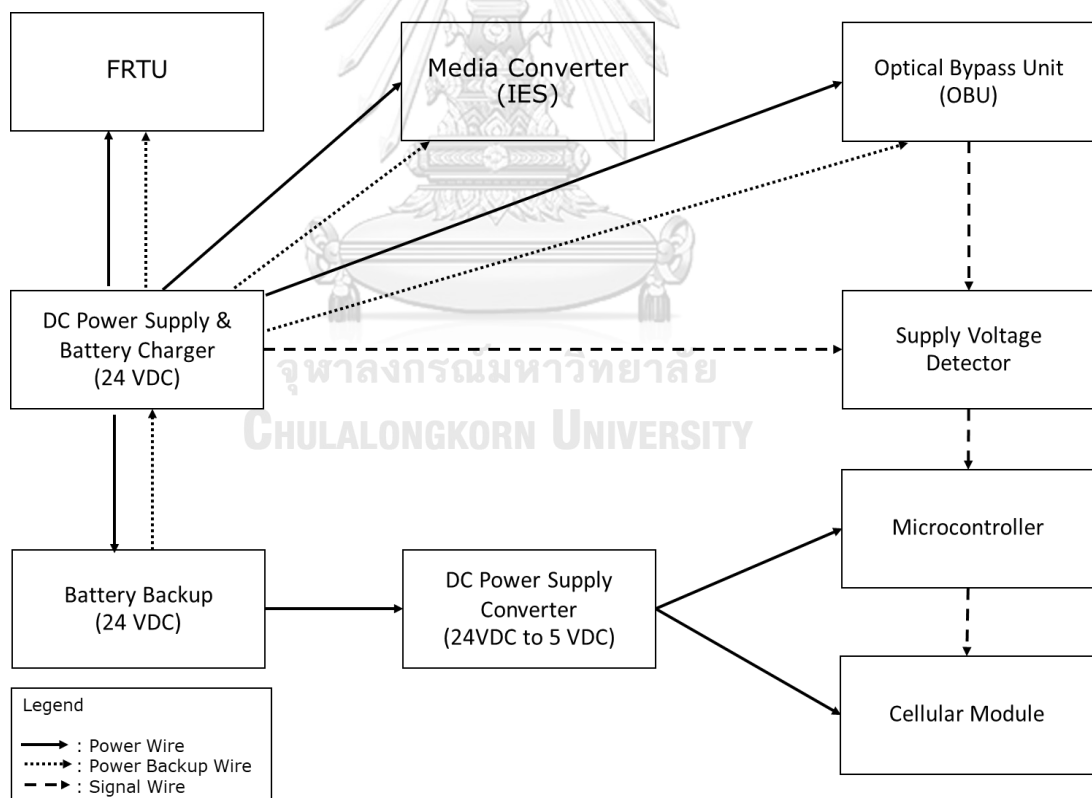 FRTU
Media Converter
(IES)
Optical Bypass Unit
(OBU)
DC Power Supply &
Battery Charger
(24 VDC)
Supply Voltage
Detector
จุฬาลงกรณ์มหาวิทยาลัย
CHULALONGKORN UNIVERSITY
Microcontroller
Battery Backup
(24 VDC)
DC Power Supply
Converter
(24VDC to 5 VDC)
Cellular Module
Legend
: Power Wire
: Power Backup Wire
: Signal Wire